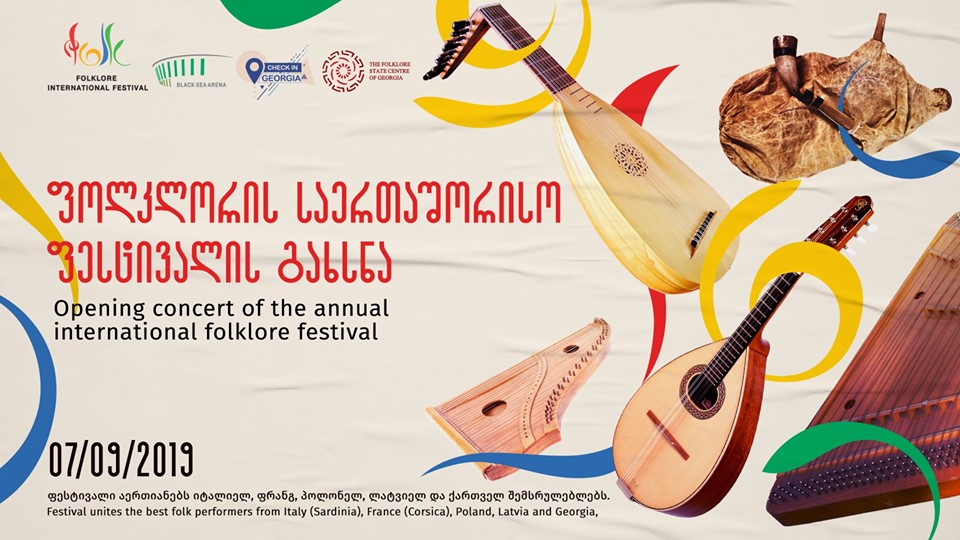 FOLKLORE
INTERNATIONAL FESTIVAL
BLACK SEA ARENA
CHECK IN
GEORGIA
THE FOLKLORE
STATE CENTRE
OF GEORGIA
ფოლკლორის საერთაშორისო
ფესტივალის გახსნა
Opening concert of the annual
international folklore festival
07/09/2019
ფესტივალი აერთიანებს იტალიელ, ფრანგ, პოლონელ, ლატვიელ და ქართველ შემსრულებლებს.
Festival unites the best folk performers from Italy (Sardinia), France (Corsica), Poland, Latvia and Georgia,